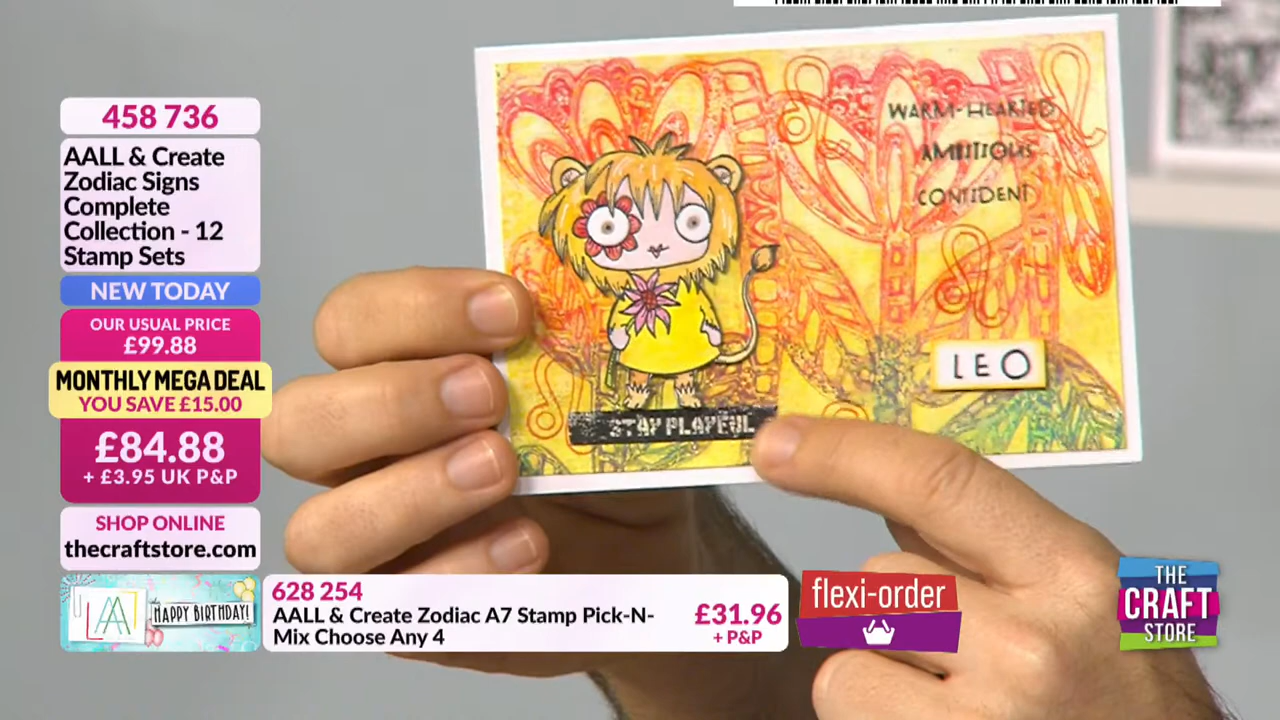 458 736
AALL & Create
Zodiac Signs
Complete
Collection - 12
Stamp Sets
NEW TODAY
OUR USUAL PRICE
£99.88
MONTHLY MEGA DEAL
YOU SAVE £15.00
£84.88
+ £3.95 UK P&P
SHOP ONLINE
thecraftstore.com
WARM-HEARTED
AMBITIOUS
CONFIDENT
LEO
STAY PLAYFUL
HAPPY BIRTHDAY!
628 254
AALL & Create Zodiac A7 Stamp Pick-N-
Mix Choose Any 4
£31.96
+ P&P
flexi-order
THE
CRAFT
STORE